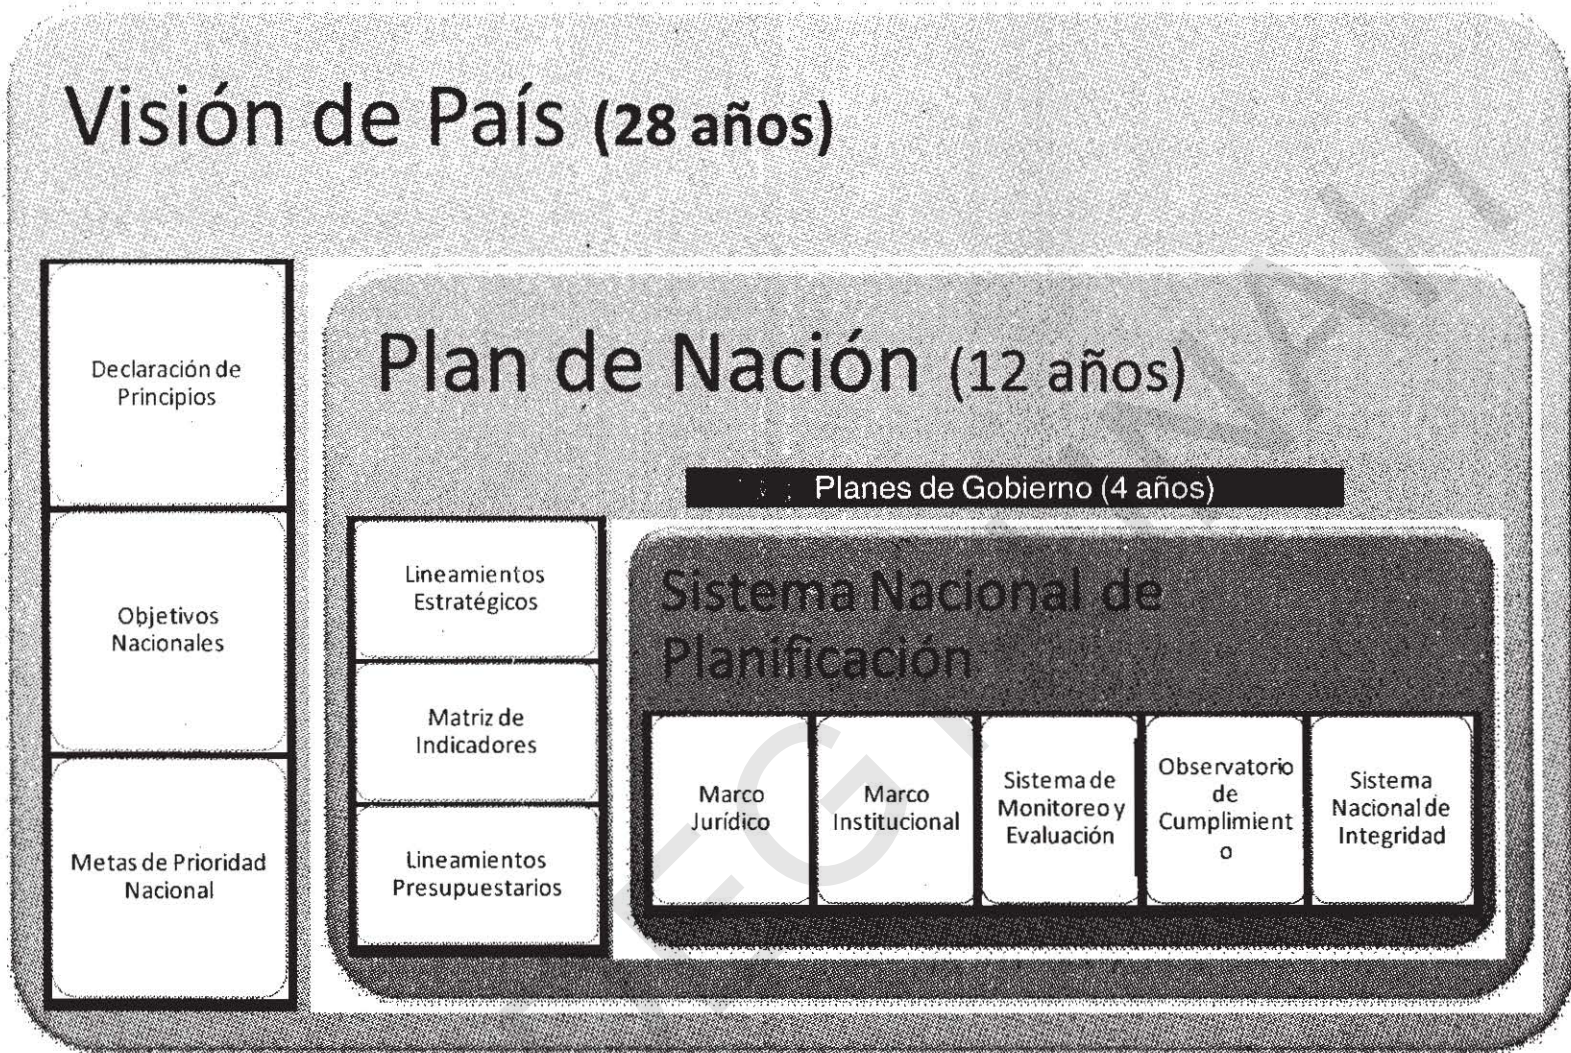 Visión de País (28 años)
Declaración de
Principios
Objetivos
Nacionales
Metas de Prioridad
Nacional
Plan de Nación (12 años)
Planes de Gobierno (4 años)
Lineamientos
Estratégicos
Matriz de
Indicadores
Lineamientos
Presupuestarios
Sistema Nacional de
Planificación
Marco
Jurídico
Marco
Institucional
Sistema de
Monitoreo y
Evaluación
Observatorio
de
Cumplimient
o
Sistema
Nacional de
Integridad